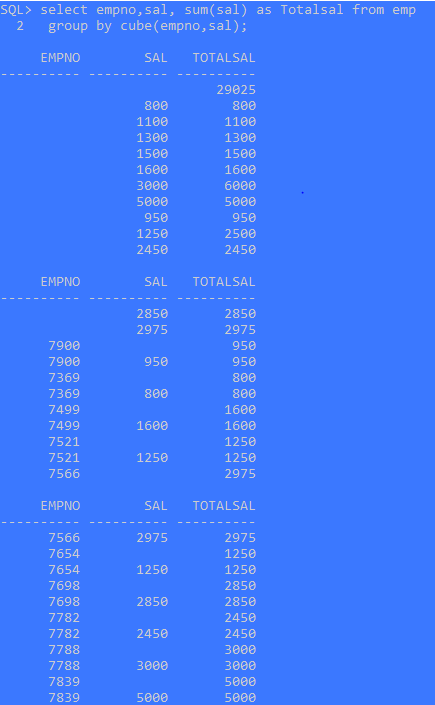 SQL> select empno,sal, sum(sal) as Totalsal from emp
2 group by cube(empno,sal);
EMPNO SAL TOTALSAL
---------- ---------- ----------
29025
800 800
1100 1100
1300 1300
1500 1500
1600 1600
3000 6000
5000 5000
950 950
1250 2500
2450 2450
EMPNO SAL TOTALSAL
---------- ---------- ----------
2850 2850
2975 2975
7900 950
7900 950 950
7369 800
7369 800 800
7499 1600
7499 1600 1600
7521 1250
7521 1250 1250
7566 2975
EMPNO SAL TOTALSAL
---------- ---------- ----------
7566 2975 2975
7654 1250
7654 1250 1250
7698 2850
7698 2850 2850
7782 2450
7782 2450 2450
7788 3000
7788 3000 3000
7839 5000
7839 5000 5000